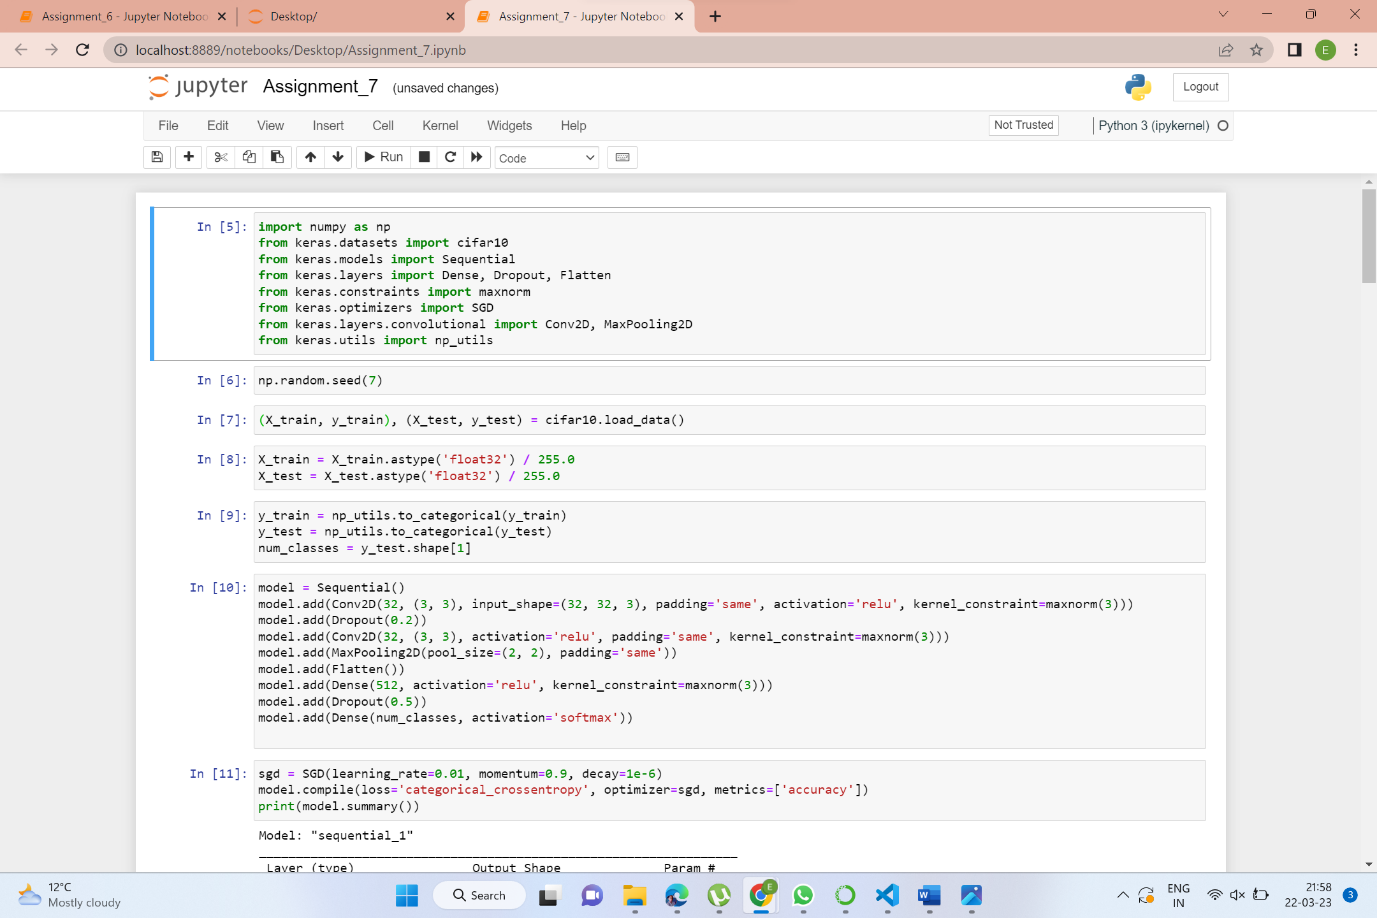 Assignment_6 - Jupyter Noteboo
Desktop/
Assignment_7 - Jupyter Noteboo
localhost:8889/notebooks/Desktop/Assignment_7.ipynb
E
jupyter Assignment_7 (unsaved changes)
Logout
File Edit View Insert Cell Kernel Widgets Help
Not Trusted
Python 3 (ipykernel)
Run
Code
In [5]:
import numpy as np
from keras.datasets import cifar10
from keras.models import Sequential
from keras.layers import Dense, Dropout, Flatten
from keras.constraints import maxnorm
from keras.optimizers import SGD
from keras.layers.convolutional import Conv2D, MaxPooling2D
from keras.utils import np_utils
In [6]:
np.random.seed(7)
In [7]:
(X_train, y_train), (X_test, y_test) = cifar10.load_data()
In [8]:
X_train = X_train.astype('float32') / 255.0
X_test = X_test.astype('float32') / 255.0
In [9]:
y_train = np_utils.to_categorical(y_train)
y_test = np_utils.to_categorical(y_test)
num_classes = y_test.shape[1]
In [10]:
model = Sequential()
model.add(Conv2D(32, (3, 3), input_shape=(32, 32, 3), padding='same', activation='relu', kernel_constraint=maxnorm(3)))
model.add(Dropout(0.2))
model.add(Conv2D(32, (3, 3), activation='relu', padding='same', kernel_constraint=maxnorm(3)))
model.add(MaxPooling2D(pool_size=(2, 2), padding='same'))
model.add(Flatten())
model.add(Dense(512, activation='relu', kernel_constraint=maxnorm(3)))
model.add(Dropout(0.5))
model.add(Dense(num_classes, activation='softmax'))
In [11]:
sgd = SGD(learning_rate=0.01, momentum=0.9, decay=1e-6)
model.compile(loss='categorical_crossentropy', optimizer=sgd, metrics=['accuracy'])
print(model.summary())
Model: "sequential_1"
Layer (type) Output Shape Param #
12°C
Mostly cloudy
Search
E
W
ENG
IN
21:58
22-03-23
3